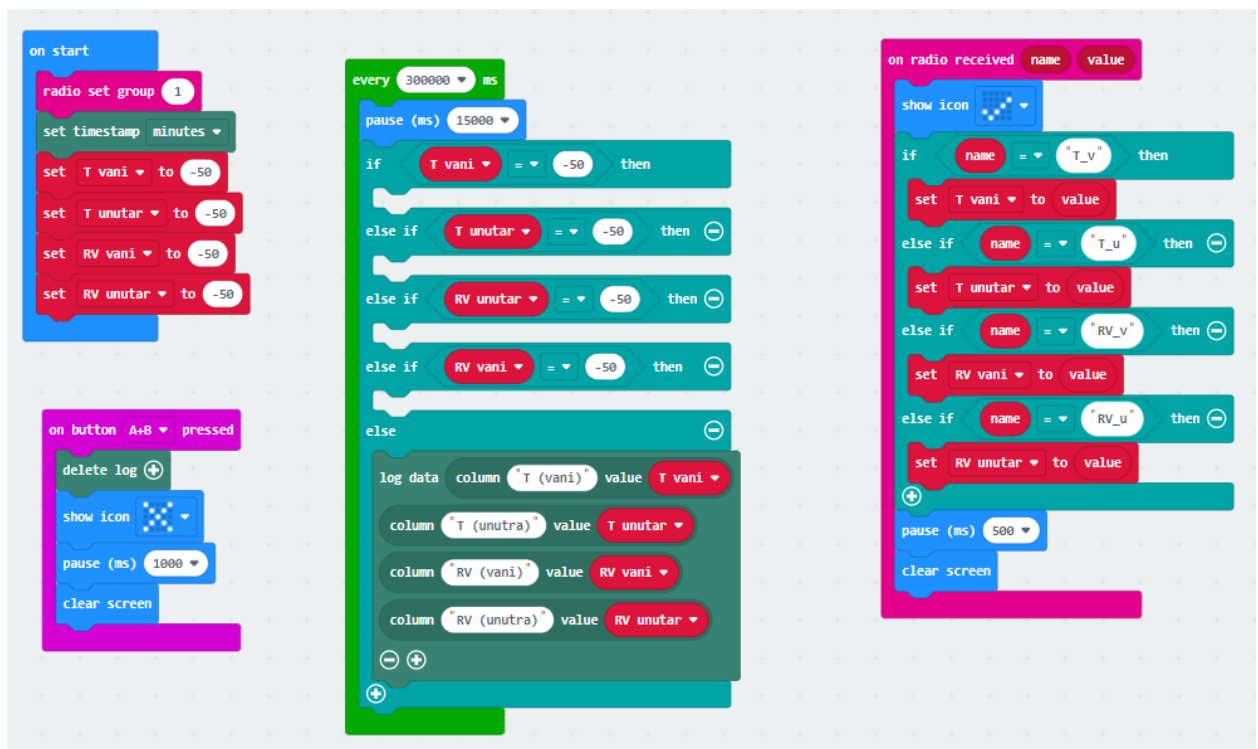 on start
radio set group 1
set timestamp minutes
set T vani to -50
set T unutar to -50
set RV vani to -50
set RV unutar to -50
on button A+B pressed
delete log
show icon
pause (ms) 1000
clear screen
every 300000 ms
pause (ms) 15000
if T vani = -50 then
else if T unutar = -50 then
else if RV unutar = -50 then
else if RV vani = -50 then
else
log data column "T (vani)" value T vani
column "T (unutra)" value T unutar
column "RV (vani)" value RV vani
column "RV (unutra)" value RV unutar
on radio received name value
show icon
if name = "T_v" then
set T vani to value
else if name = "T_u" then
set T unutar to value
else if name = "RV_v" then
set RV vani to value
else if name = "RV_u" then
set RV unutar to value
pause (ms) 500
clear screen